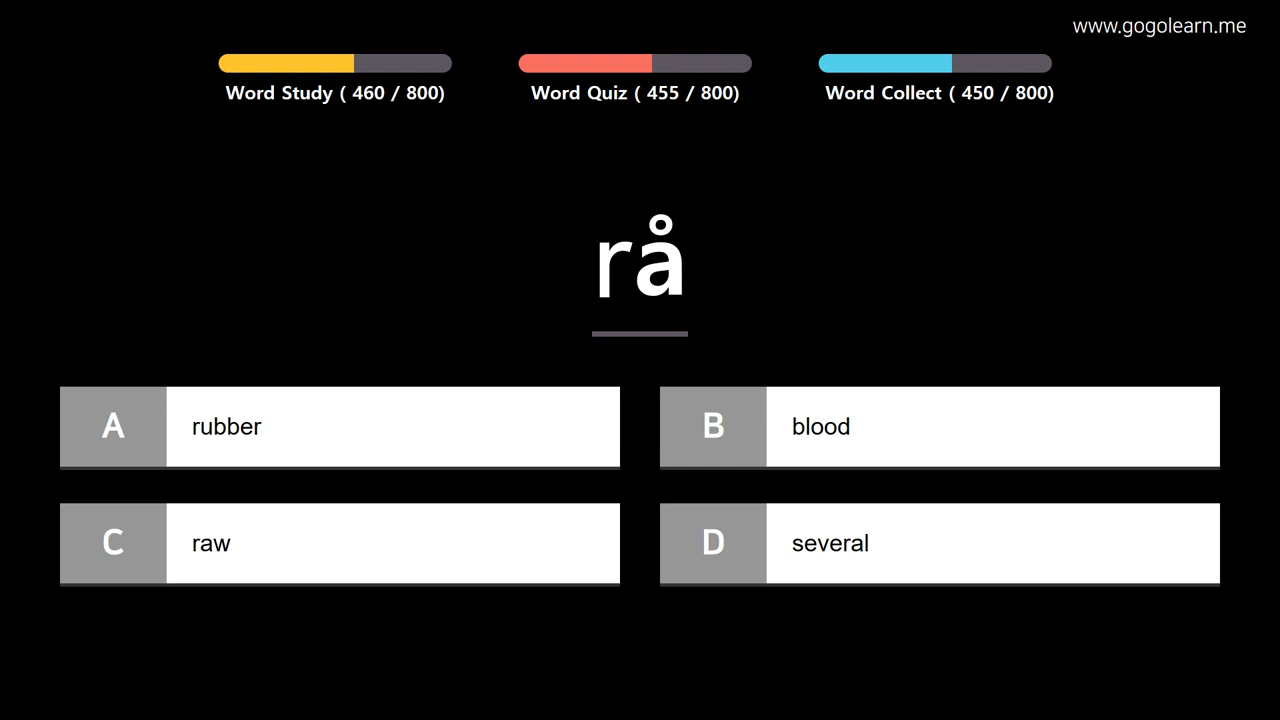 www.gogolearn.me
Word Study ( 460 / 800)
Word Quiz ( 455 / 800)
Word Collect ( 450 / 800)
rå
A rubber
B blood
C raw
D several